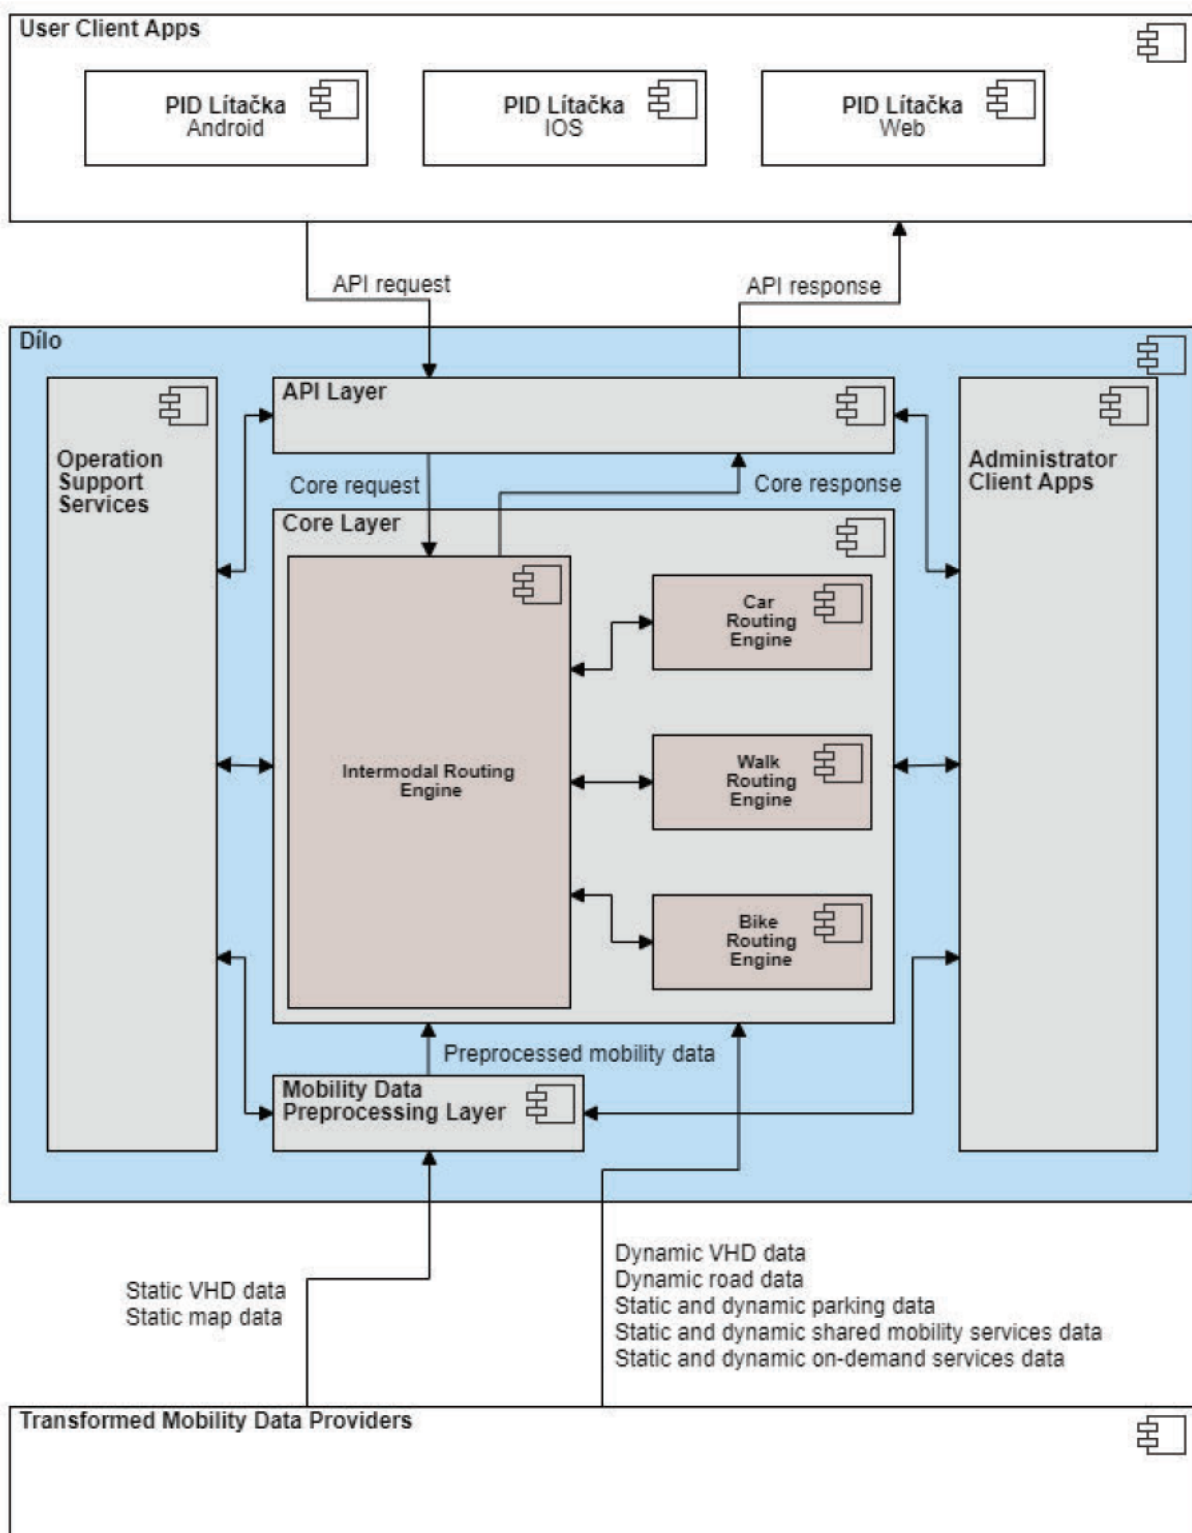 User Client Apps
PID Lítačka
Android
PID Lítačka
IOS
PID Lítačka
Web
API request
API response
Dílo
API Layer
Operation
Support
Services
Administrator
Client Apps
Core request
Core response
Core Layer
Car
Routing
Engine
Intermodal Routing
Engine
Walk
Routing
Engine
Bike
Routing
Engine
Preprocessed mobility data
Mobility Data
Preprocessing Layer
Static VHD data
Static map data
Dynamic VHD data
Dynamic road data
Static and dynamic parking data
Static and dynamic shared mobility services data
Static and dynamic on-demand services data
Transformed Mobility Data Providers